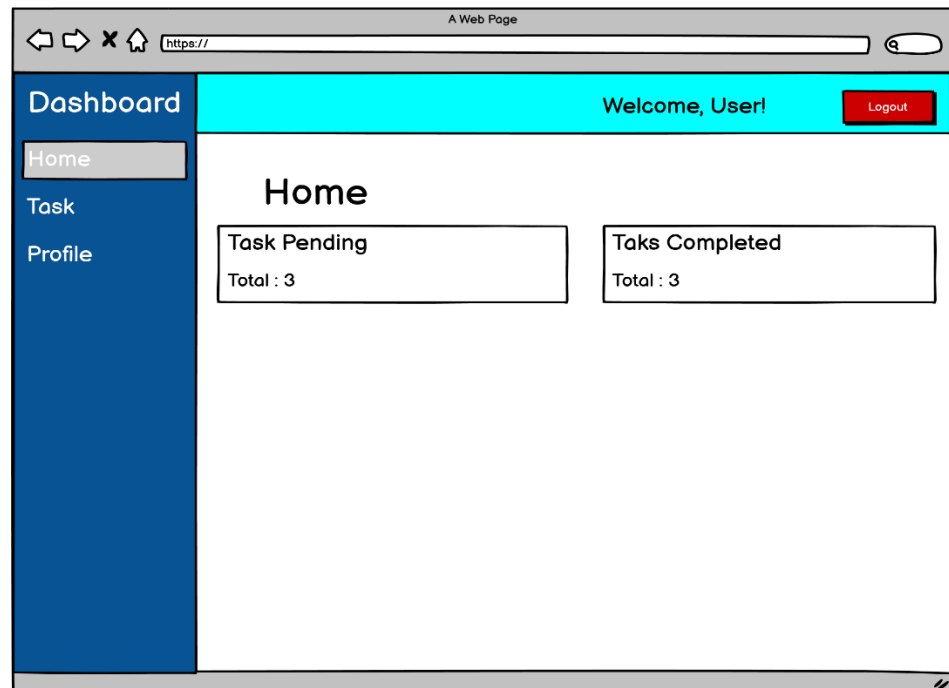 A Web Page
https://
Dashboard
Welcome, User!
Logout
Home
Task
Profile
Home
Task Pending
Total : 3
Taks Completed
Total : 3